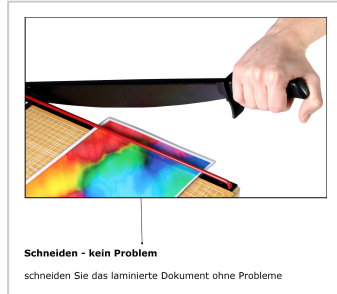 Schneiden - kein Problem
schneiden Sie das laminierte Dokument ohne Probleme